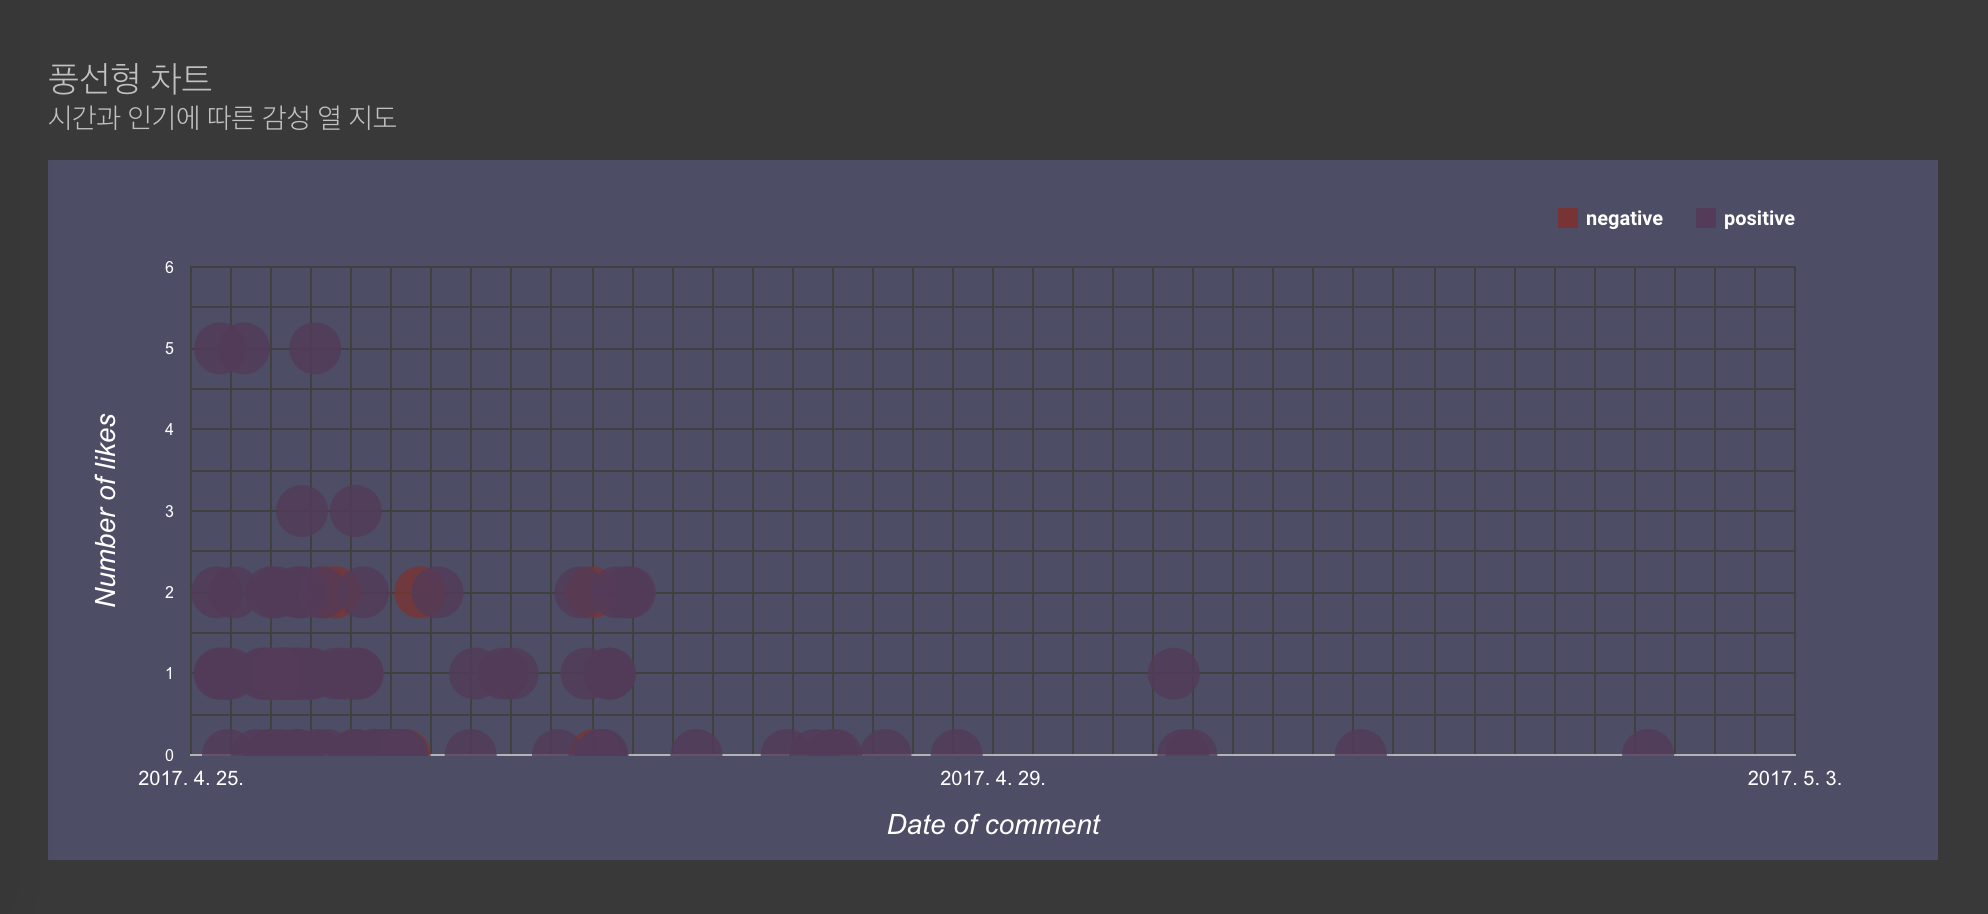 풍선형 차트
시간과 인기에 따른 감성 열 지도
negative positive
6
5
4
3
2
1
0
Number of likes
2017. 4. 25. 2017. 4. 29. 2017. 5. 3.
Date of comment